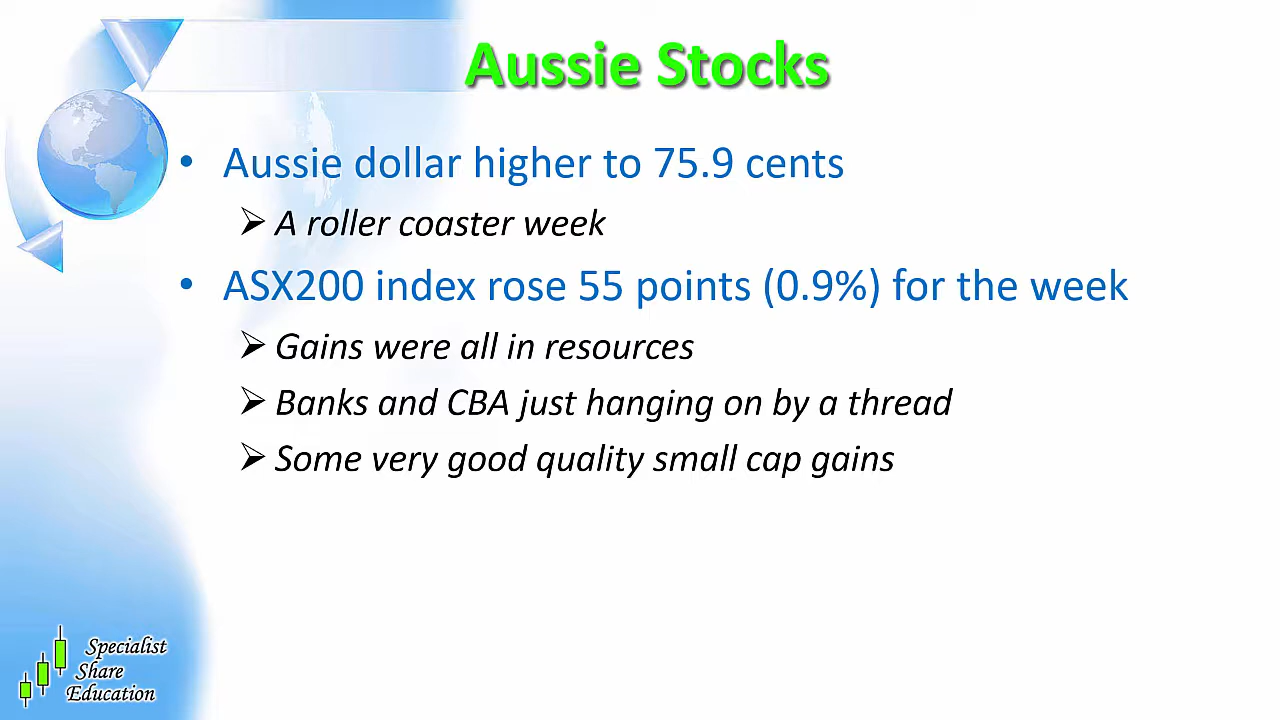 Aussie Stocks
• Aussie dollar higher to 75.9 cents
➢ A roller coaster week
• ASX200 index rose 55 points (0.9%) for the week
➢ Gains were all in resources
➢ Banks and CBA just hanging on by a thread
➢ Some very good quality small cap gains
Specialist
Share
Education